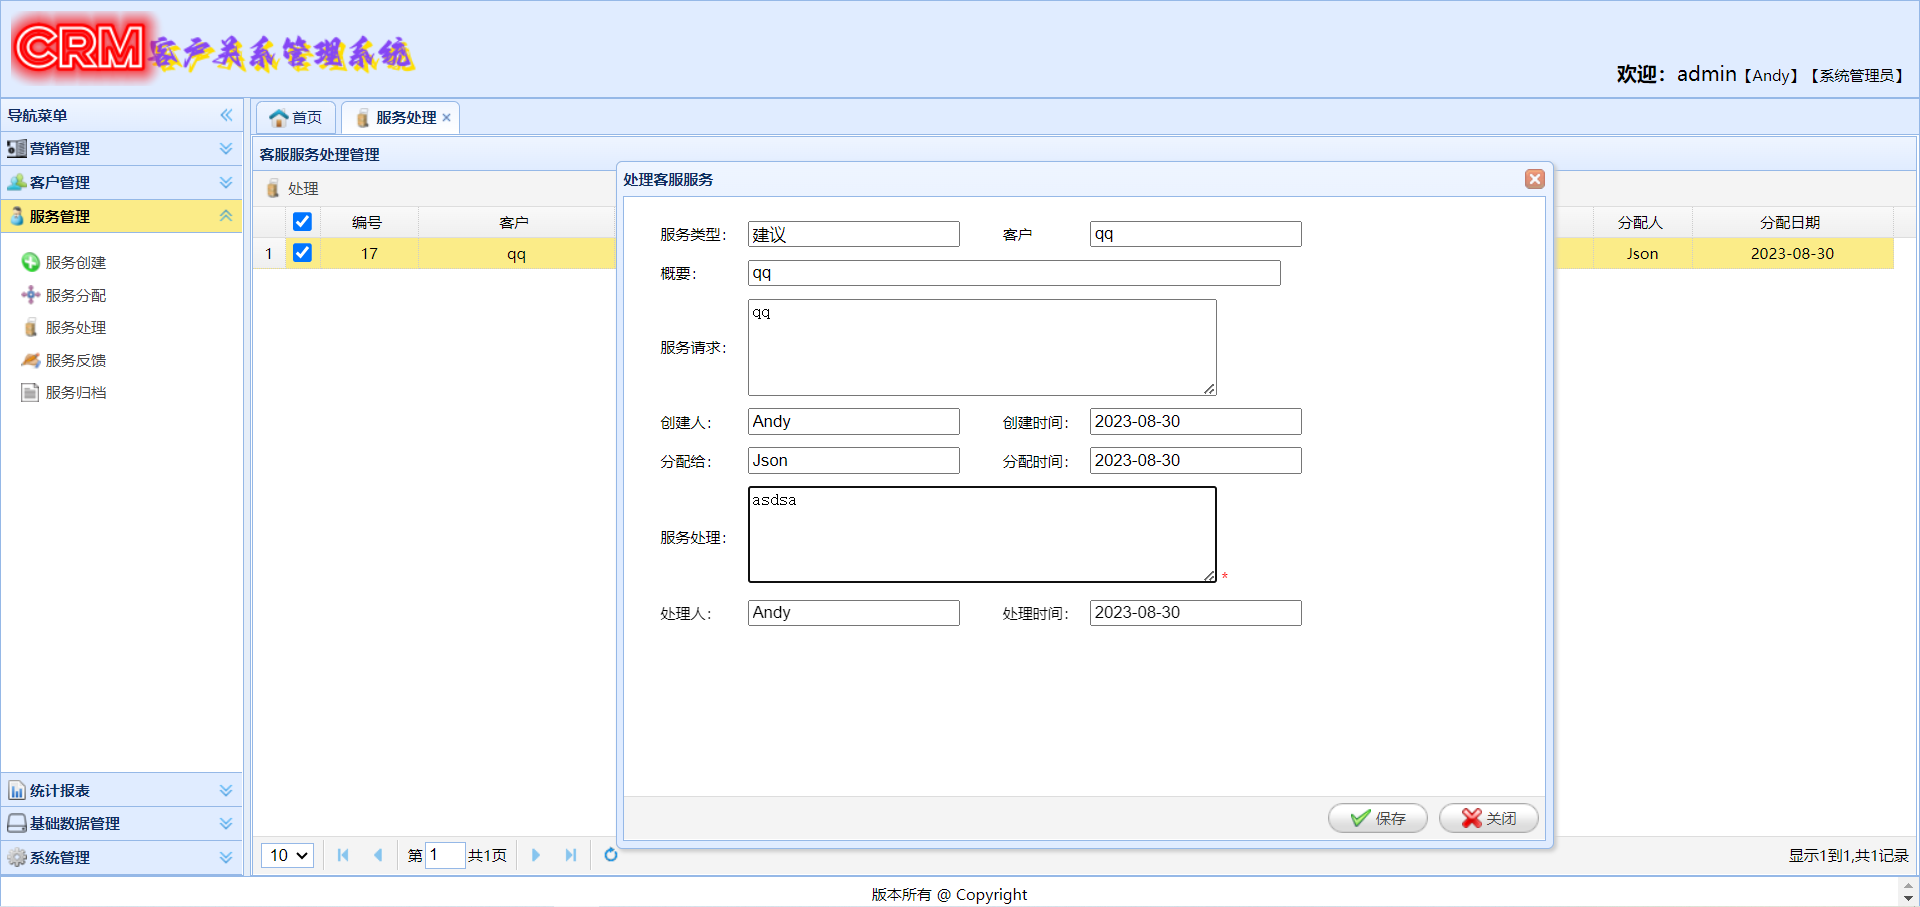 CRM客户关系管理系统
欢迎：admin【Andy】【系统管理员】
导航菜单
营销管理
客户管理
服务管理
服务创建
服务分配
服务处理
服务反馈
服务归档
统计报表
基础数据管理
系统管理
首页
服务处理
客服服务处理管理
处理
编号 客户 分配人 分配日期
1 17 qq Json 2023-08-30
处理客服服务
服务类型： 建议 客户 qq
概要： qq
服务请求： qq
创建人： Andy 创建时间： 2023-08-30
分配给： Json 分配时间： 2023-08-30
服务处理： asdsa *
处理人： Andy 处理时间： 2023-08-30
保存 关闭
10 第 1 共1页 显示1到1,共1记录
版本所有 @ Copyright